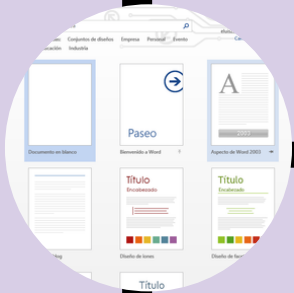 Conjuntos de diseños Empresa Personal Evento
Industria
Paseo
A
Documento en blanco
Bienvenido a Word
Aspecto de Word 2003
Título
Encabezado
Título
Encabezado
Diseño de Iones
Título